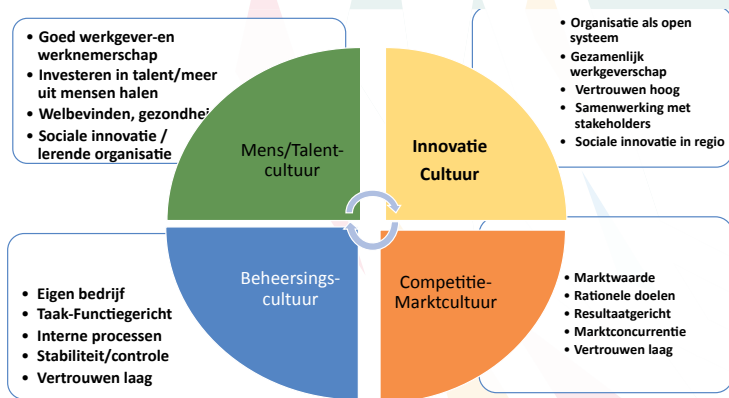 • Goed werkgever-en
werknemerschap
• Investeren in talent/meer
uit mensen halen
• Welbevinden, gezondhei
• Sociale innovatie /
lerende organisatie
Mens/Talent-
cultuur
Innovatie
Cultuur
• Organisatie als open
systeem
• Gezamenlijk
werkgeverschap
• Vertrouwen hoog
• Samenwerking met
stakeholders
• Sociale innovatie in regio
• Eigen bedrijf
• Taak-Functiegericht
• Interne processen
• Stabiliteit/controle
• Vertrouwen laag
Beheersings-
cultuur
Competitie-
Marktcultuur
• Marktwaarde
• Rationele doelen
• Resultaatgericht
• Marktconcurrentie
• Vertrouwen laag